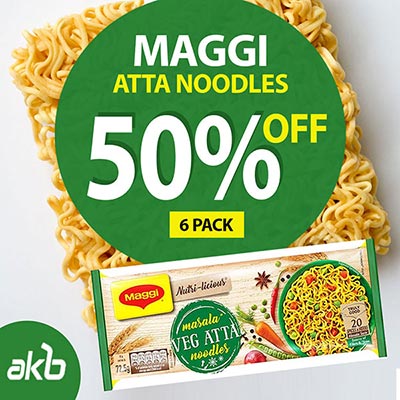 MAGGI
ATTA NOODLES
50% OFF
6 PACK
Maggi
Nutri-licious
masala
VEG ATTA
noodles
20
akb